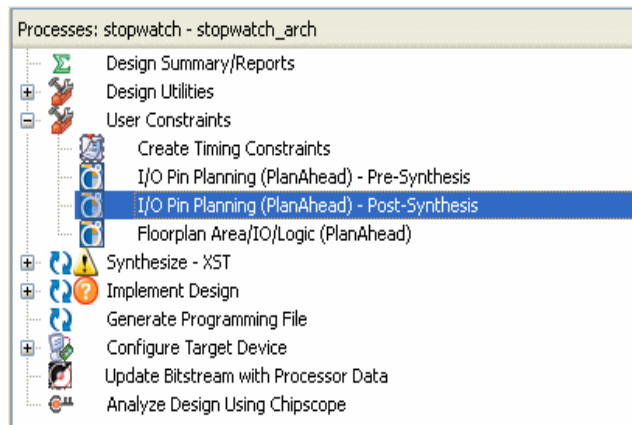 Processes: stopwatch - stopwatch_arch
Design Summary/Reports
Design Utilities
User Constraints
Create Timing Constraints
I/O Pin Planning (PlanAhead) - Pre-Synthesis
I/O Pin Planning (PlanAhead) - Post-Synthesis
Floorplan Area/IO/Logic (PlanAhead)
Synthesize - XST
Implement Design
Generate Programming File
Configure Target Device
Update Bitstream with Processor Data
Analyze Design Using Chipscope